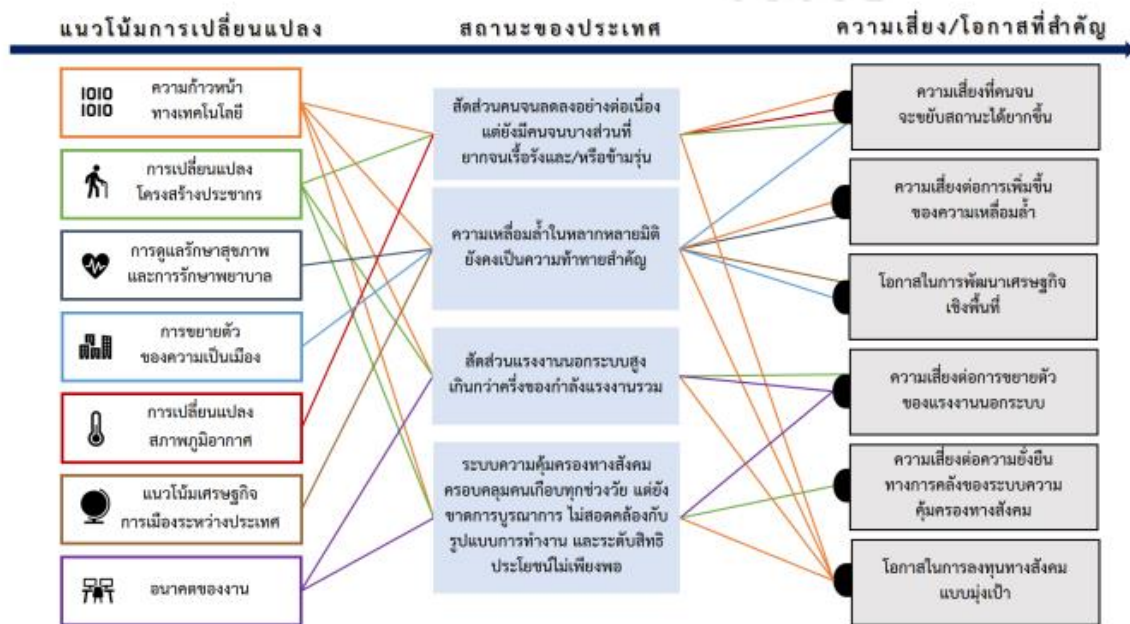 แนวโน้มการเปลี่ยนแปลง
สถานะของประเทศ
ความเสี่ยง/โอกาสที่สำคัญ
1010
1010
ความก้าวหน้า
ทางเทคโนโลยี
การเปลี่ยนแปลง
โครงสร้างประชากร
การดูแลรักษาสุขภาพ
และการรักษาพยาบาล
การขยายตัว
ของความเป็นเมือง
การเปลี่ยนแปลง
สภาพภูมิอากาศ
แนวโน้มเศรษฐกิจ
การเมืองระหว่างประเทศ
อนาคตของงาน
สัดส่วนคนจนลดลงอย่างต่อเนื่อง
แต่ยังมีคนจนบางส่วนที่
ยากจนเรื้อรังและ/หรือข้ามรุ่น
ความเหลื่อมล้ำในหลากหลายมิติ
ยังคงเป็นความท้าทายสำคัญ
สัดส่วนแรงงานนอกระบบสูง
เกินกว่าครึ่งของกำลังแรงงานรวม
ระบบความคุ้มครองทางสังคม
ครอบคลุมคนเกือบทุกช่วงวัย แต่ยัง
ขาดการบูรณาการ ไม่สอดคล้องกับ
รูปแบบการทำงาน และระดับสิทธิ
ประโยชน์ไม่เพียงพอ
ความเสี่ยงที่คนจน
จะขยับสถานะได้ยากขึ้น
ความเสี่ยงต่อการเพิ่มขึ้น
ของความเหลื่อมล้ำ
โอกาสในการพัฒนาเศรษฐกิจ
เชิงพื้นที่
ความเสี่ยงต่อการขยายตัว
ของแรงงานนอกระบบ
ความเสี่ยงต่อความยั่งยืน
ทางการคลังของระบบความ
คุ้มครองทางสังคม
โอกาสในการลงทุนทางสังคม
แบบมุ่งเป้า